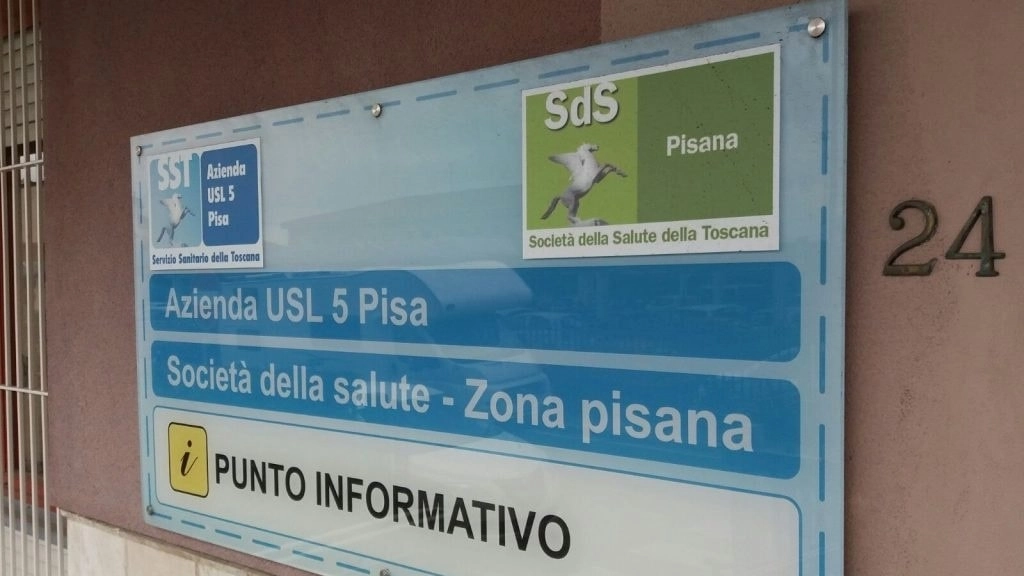 SST
Azienda
USL 5
Pisa
Servizio Sanitario della Toscana
SdS
Pisana
Società della Salute della Toscana
Azienda USL 5 Pisa
Società della salute - Zona pisana
i
PUNTO INFORMATIVO
24